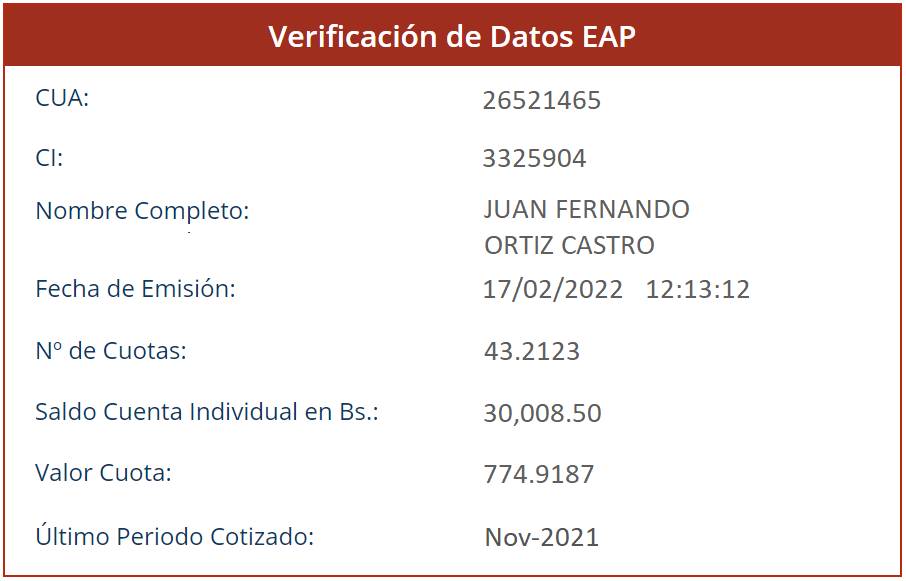 Verificación de Datos EAP
CUA: 26521465
CI: 3325904
Nombre Completo: JUAN FERNANDO
ORTIZ CASTRO
Fecha de Emisión: 17/02/2022 12:13:12
Nº de Cuotas: 43.2123
Saldo Cuenta Individual en Bs.: 30,008.50
Valor Cuota: 774.9187
Último Periodo Cotizado: Nov-2021